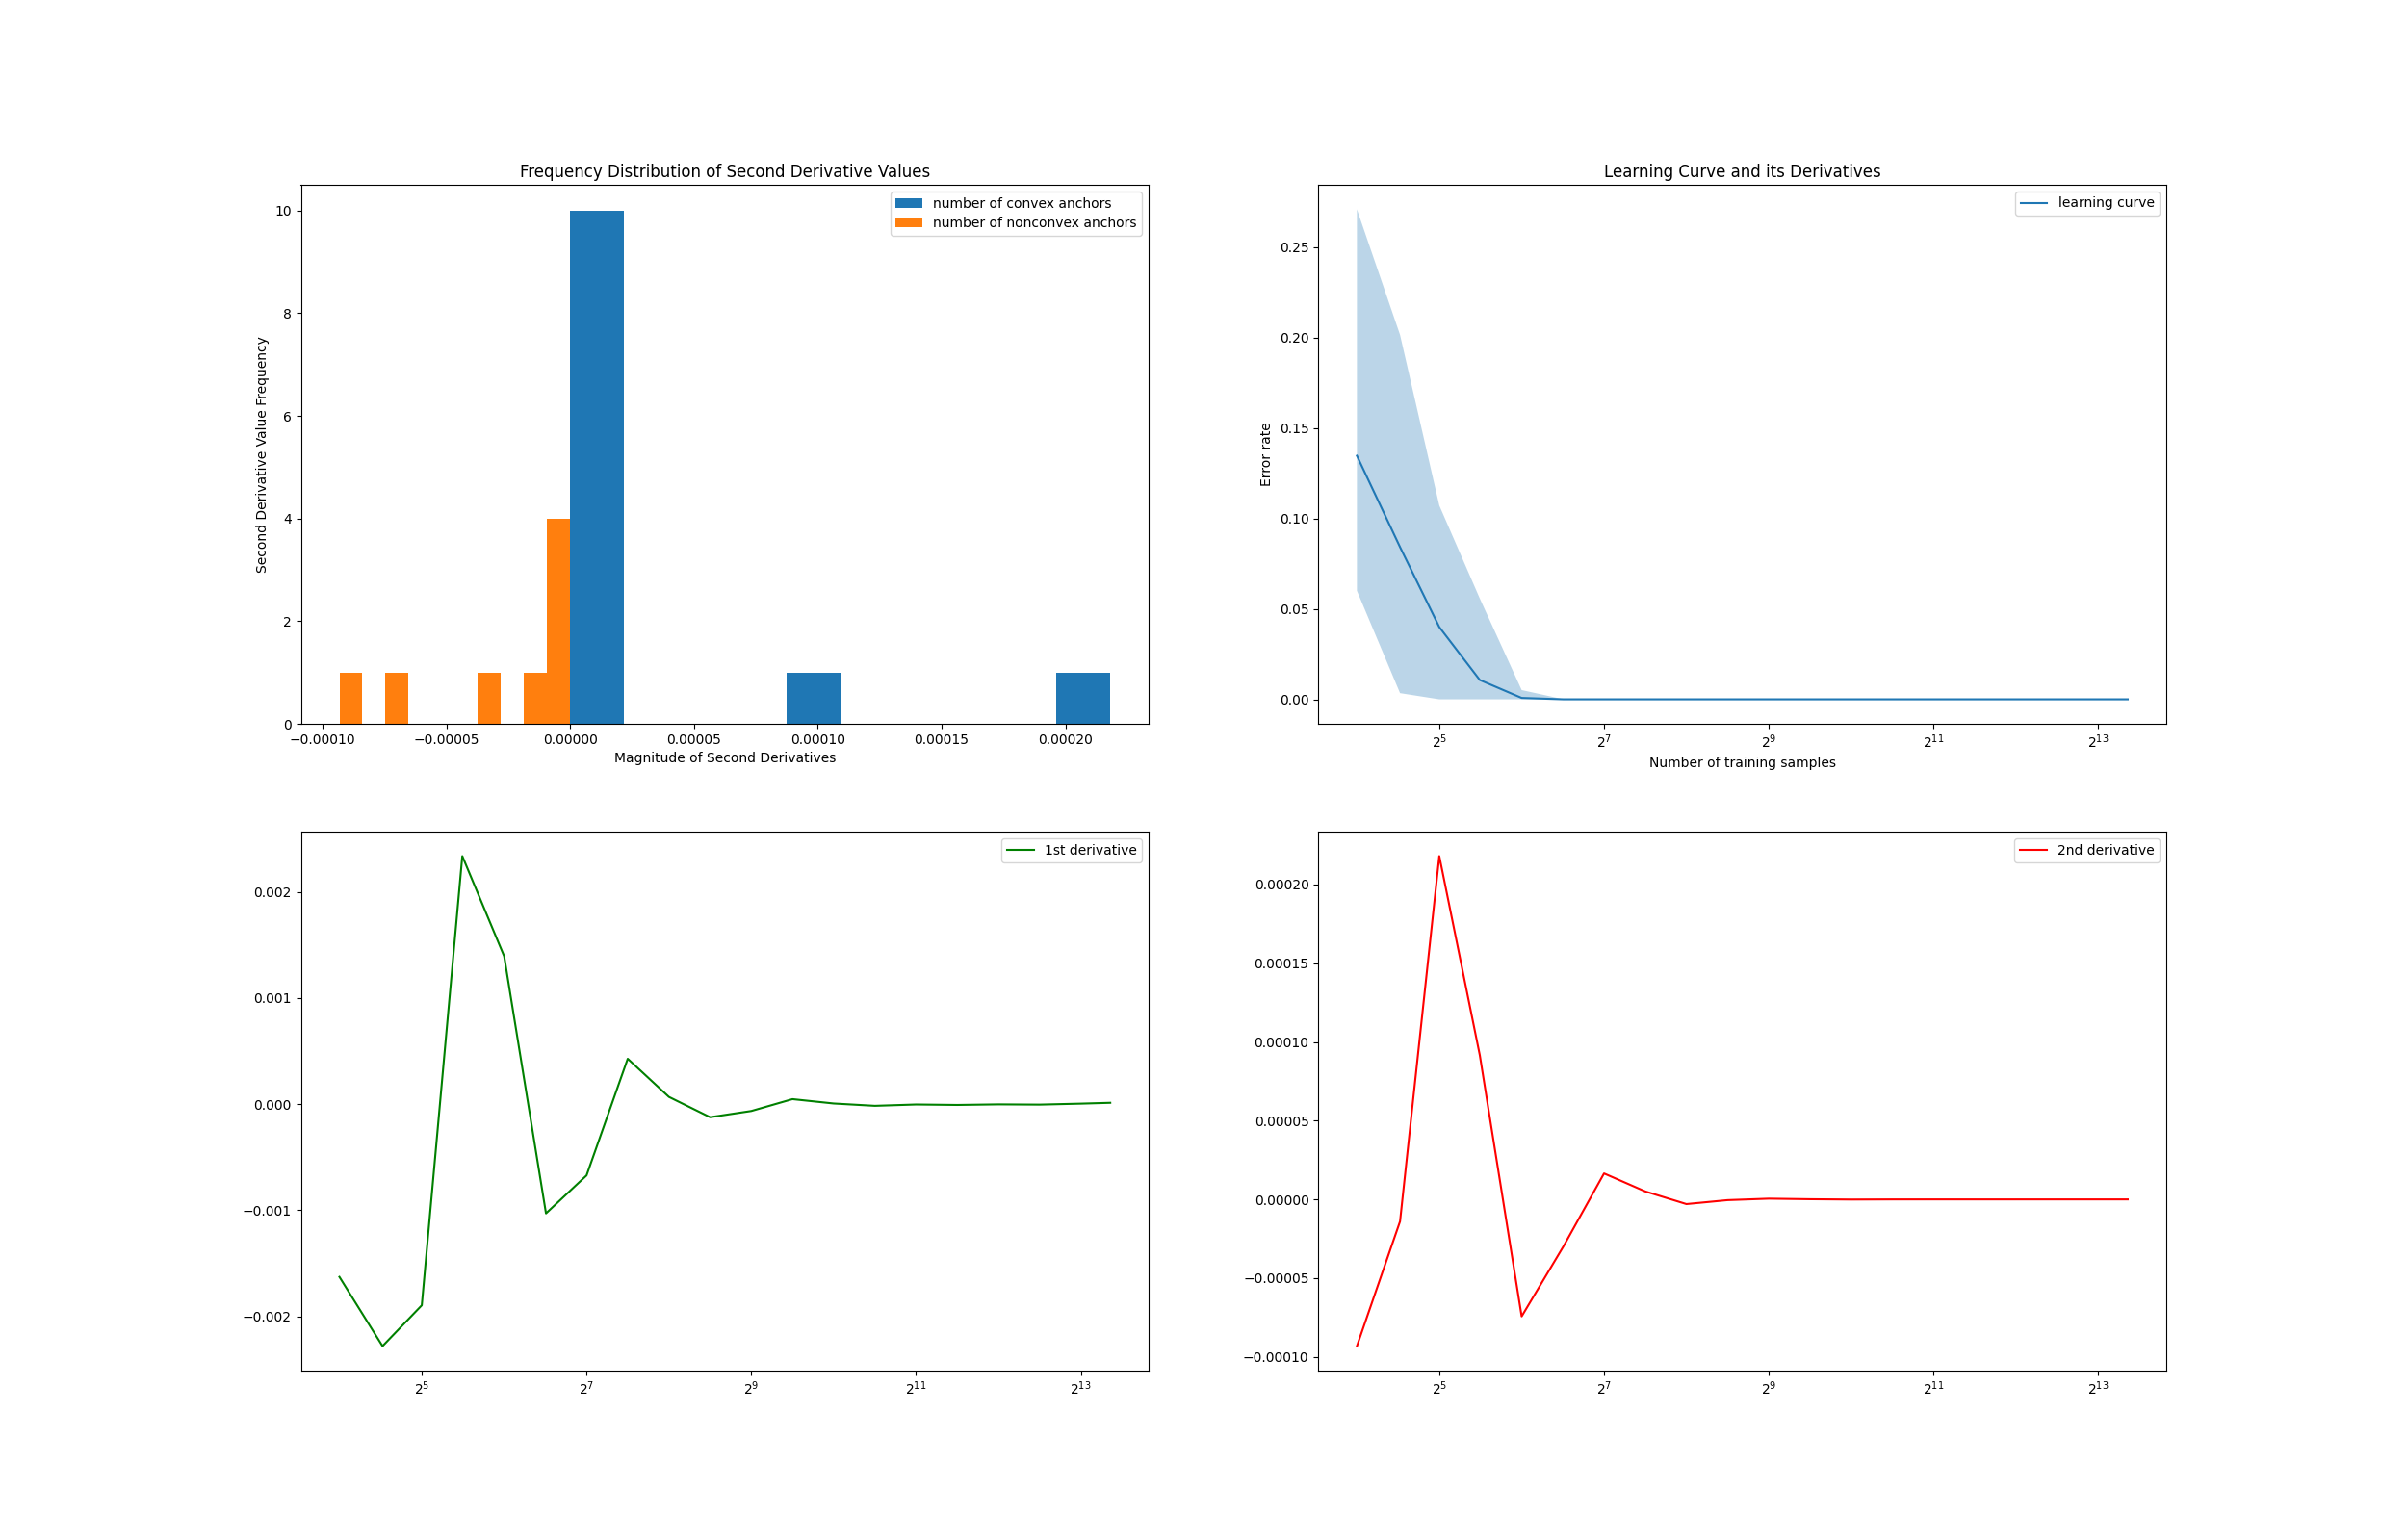 Frequency Distribution of Second Derivative Values
number of convex anchors
number of nonconvex anchors
10
8
6
4
2
0
Second Derivative Value Frequency
−0.00010 −0.00005 0.00000 0.00005 0.00010 0.00015 0.00020
Magnitude of Second Derivatives
Learning Curve and its Derivatives
learning curve
0.25
0.20
0.15
0.10
0.05
0.00
Error rate
2⁵ 2⁷ 2⁹ 2¹¹ 2¹³
Number of training samples
1st derivative
0.002
0.001
0.000
−0.001
−0.002
2⁵ 2⁷ 2⁹ 2¹¹ 2¹³
2nd derivative
0.00020
0.00015
0.00010
0.00005
0.00000
−0.00005
−0.00010
2⁵ 2⁷ 2⁹ 2¹¹ 2¹³